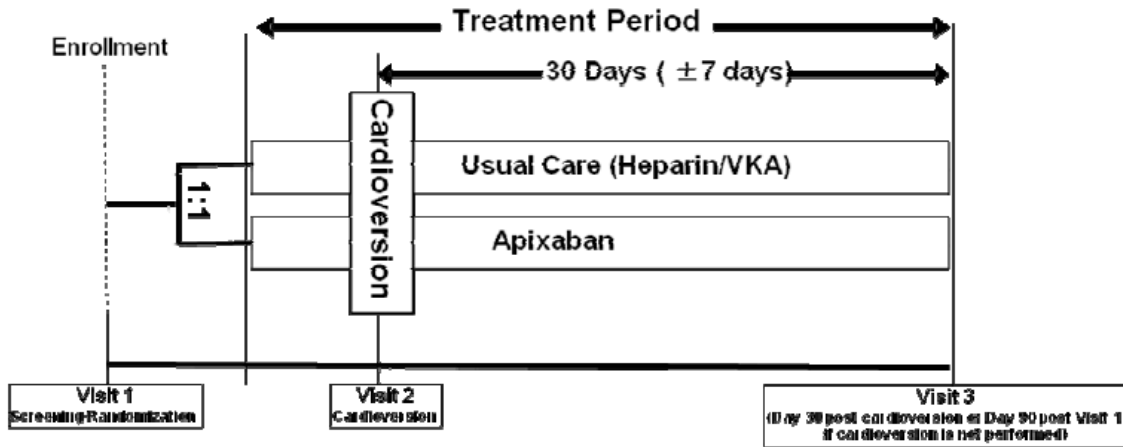 Treatment Period
Enrollment
30 Days ( ±7 days)
Cardioversion
Usual Care (Heparin/VKA)
1:1
Apixaban
Visit 1
Screening-Randomization
Visit 2
Cardioversion
Visit 3
(Day 30 post cardioversion or Day 90 post Visit 1
if cardioversion is not performed)